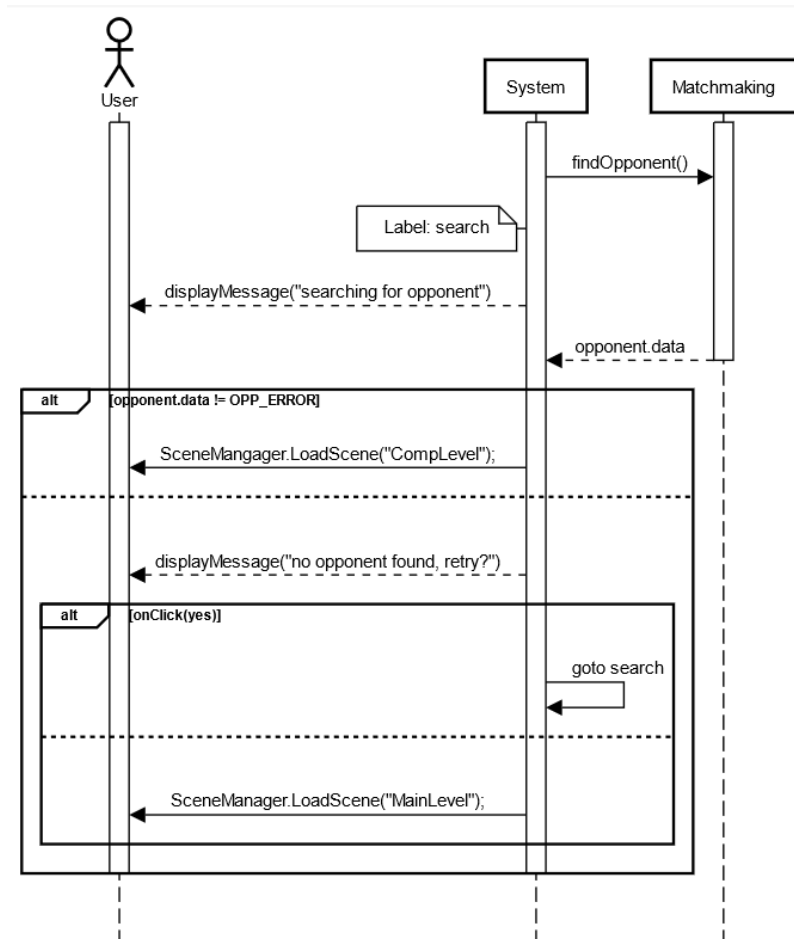 User
System
Matchmaking
findOpponent()
Label: search
displayMessage("searching for opponent")
opponent.data
alt [opponent.data != OPP_ERROR]
SceneMangager.LoadScene("CompLevel");
displayMessage("no opponent found, retry?")
alt [onClick(yes)]
goto search
SceneManager.LoadScene("MainLevel");